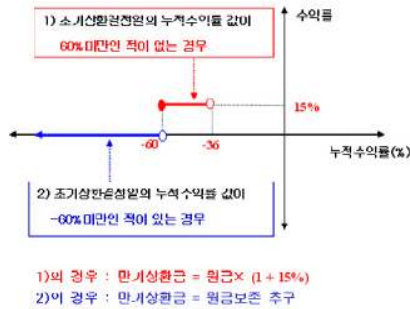 수익률
1) 초기상환결정일의 누적수익률 값이
60%미만인 적이 없는 경우
15%
-60
-36
누적수익률(%)
2) 초기상환결정일의 누적수익률 값이
-60%미만인 적이 있는 경우
1)의 경우 : 만기상환금 = 원금× (1 + 15%)
2)의 경우 : 만기상환금 = 원금보존 추구